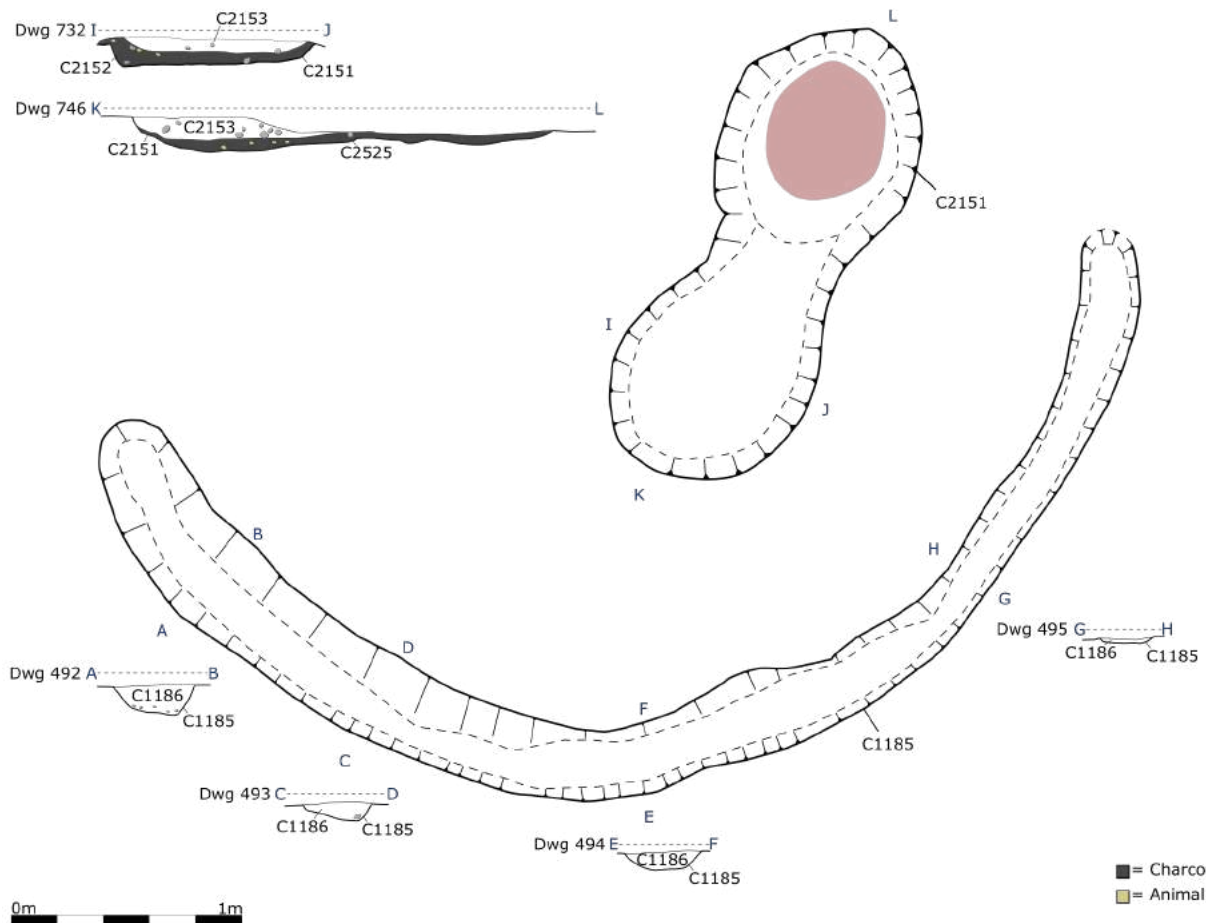 Dwg 732 I J
C2153
C2152
C2151
Dwg 746 K L
C2153
C2151
C2525
L
C2151
I
J
K
B
A
D
C
F
E
H
G
Dwg 492 A B
C1186
C1185
Dwg 493 C D
C1186
C1185
Dwg 494 E F
C1186
C1185
Dwg 495 G H
C1186
C1185
C1185
0m 1m
= Charco
= Animal